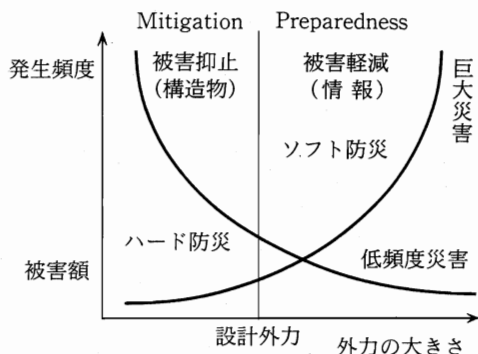 Mitigation
Preparedness
発生頻度
被害抑止
(構造物)
被害軽減
(情 報)
巨大災害
ソフト防災
ハード防災
低頻度災害
被害額
設計外力
外力の大きさ